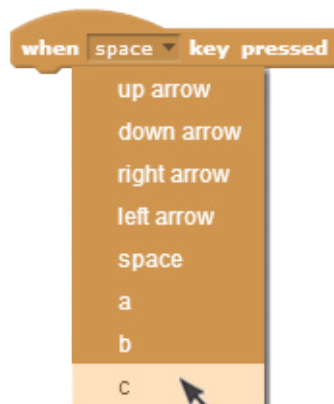 when space key pressed
up arrow
down arrow
right arrow
left arrow
space
a
b
c